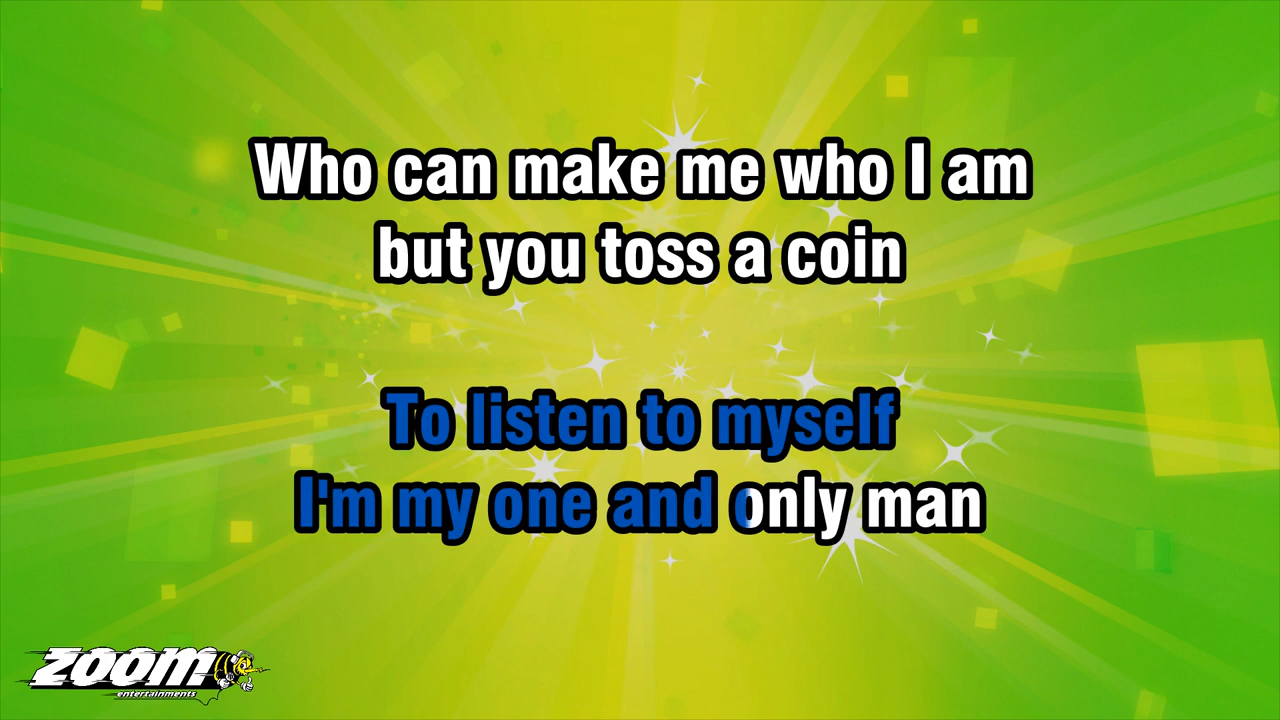 Who can make me who I am
but you toss a coin
To listen to myself
I'm my one and only man
ZOOM
entertainments